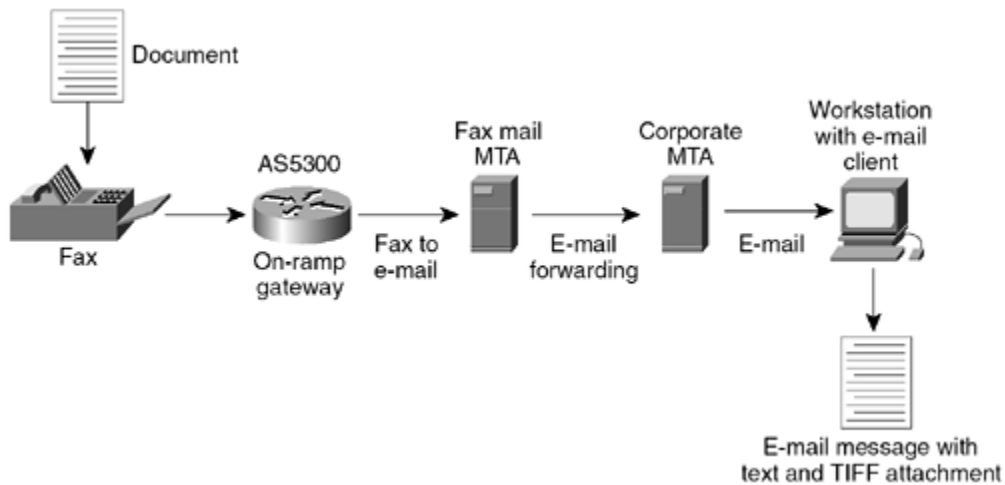 Document
Fax
AS5300
On-ramp
gateway
Fax to
e-mail
Fax mail
MTA
E-mail
forwarding
Corporate
MTA
E-mail
Workstation
with e-mail
client
E-mail message with
text and TIFF attachment